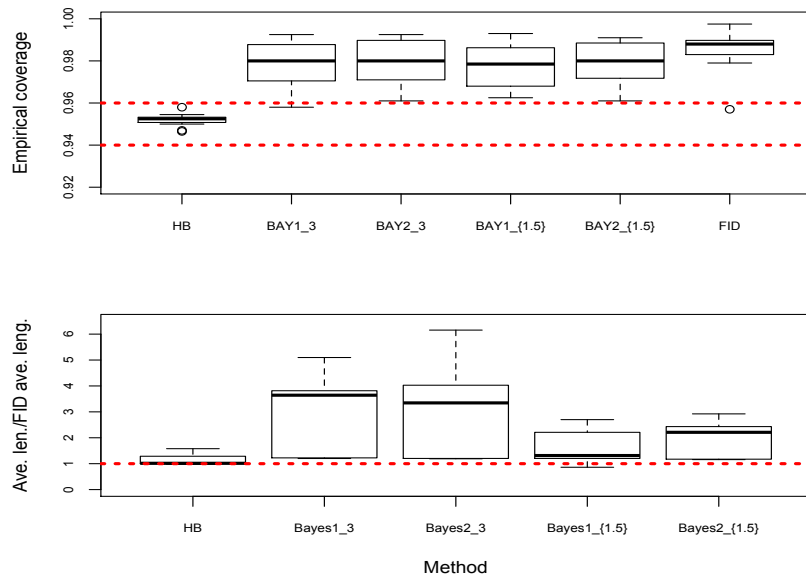 Empirical coverage
1.00
0.98
0.96
0.94
0.92
HB BAY1_3 BAY2_3 BAY1_{1.5} BAY2_{1.5} FID
Ave. len./FID ave. leng.
6
5
4
3
2
1
0
HB Bayes1_3 Bayes2_3 Bayes1_{1.5} Bayes2_{1.5}
Method